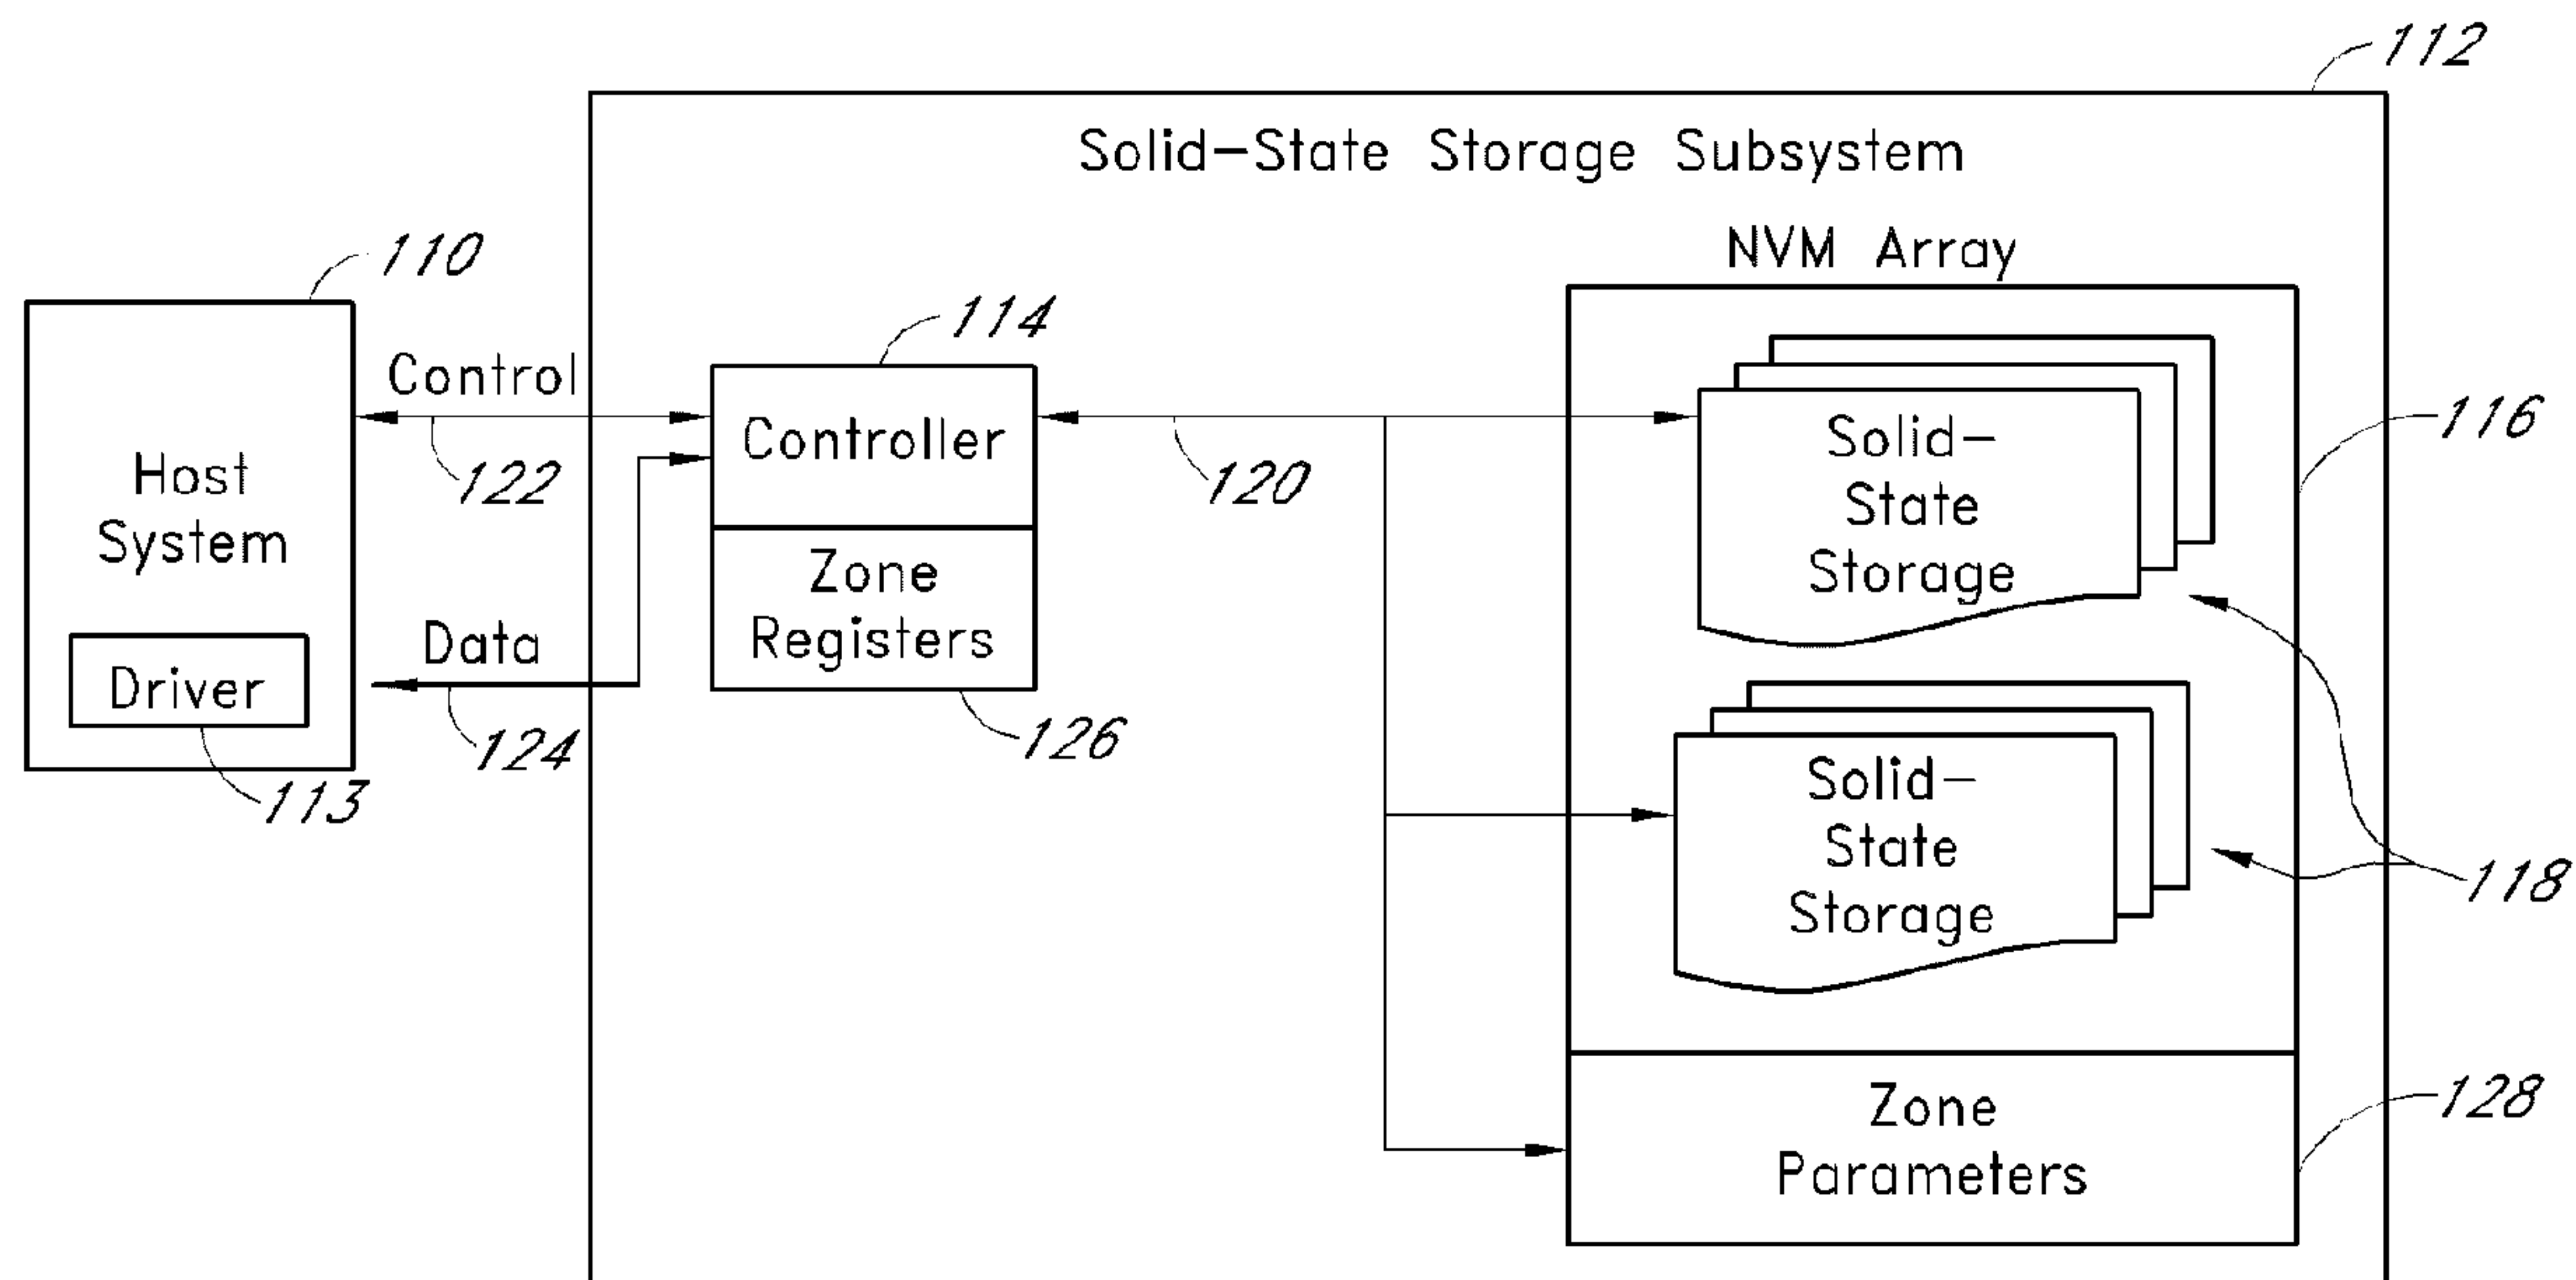 112
Solid-State Storage Subsystem
NVM Array
110
114
Control
Controller
116
Solid-
State
Storage
Host
System
122
120
Zone
Registers
Data
Driver
124
126
113
Solid-
State
Storage
118
Zone
Parameters
128